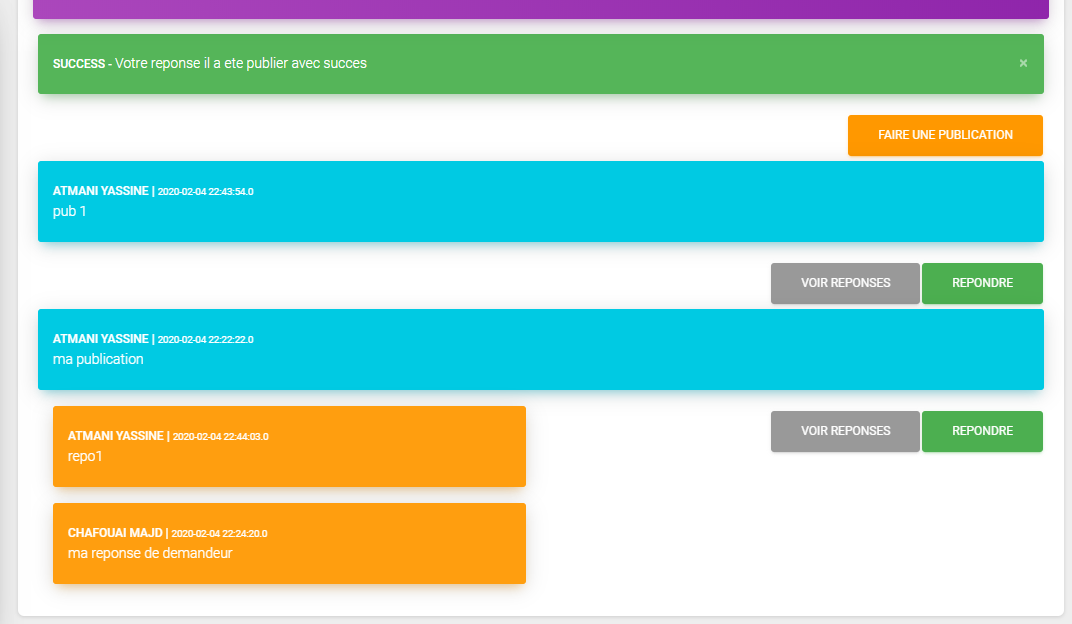 SUCCESS - Votre reponse il a ete publier avec succes ×
FAIRE UNE PUBLICATION
ATMANI YASSINE | 2020-02-04 22:43:54.0
pub 1
VOIR REPONSES REPONDRE
ATMANI YASSINE | 2020-02-04 22:22:22.0
ma publication
VOIR REPONSES REPONDRE
ATMANI YASSINE | 2020-02-04 22:44:03.0
repo1
CHAFOUAI MAJD | 2020-02-04 22:24:20.0
ma reponse de demandeur